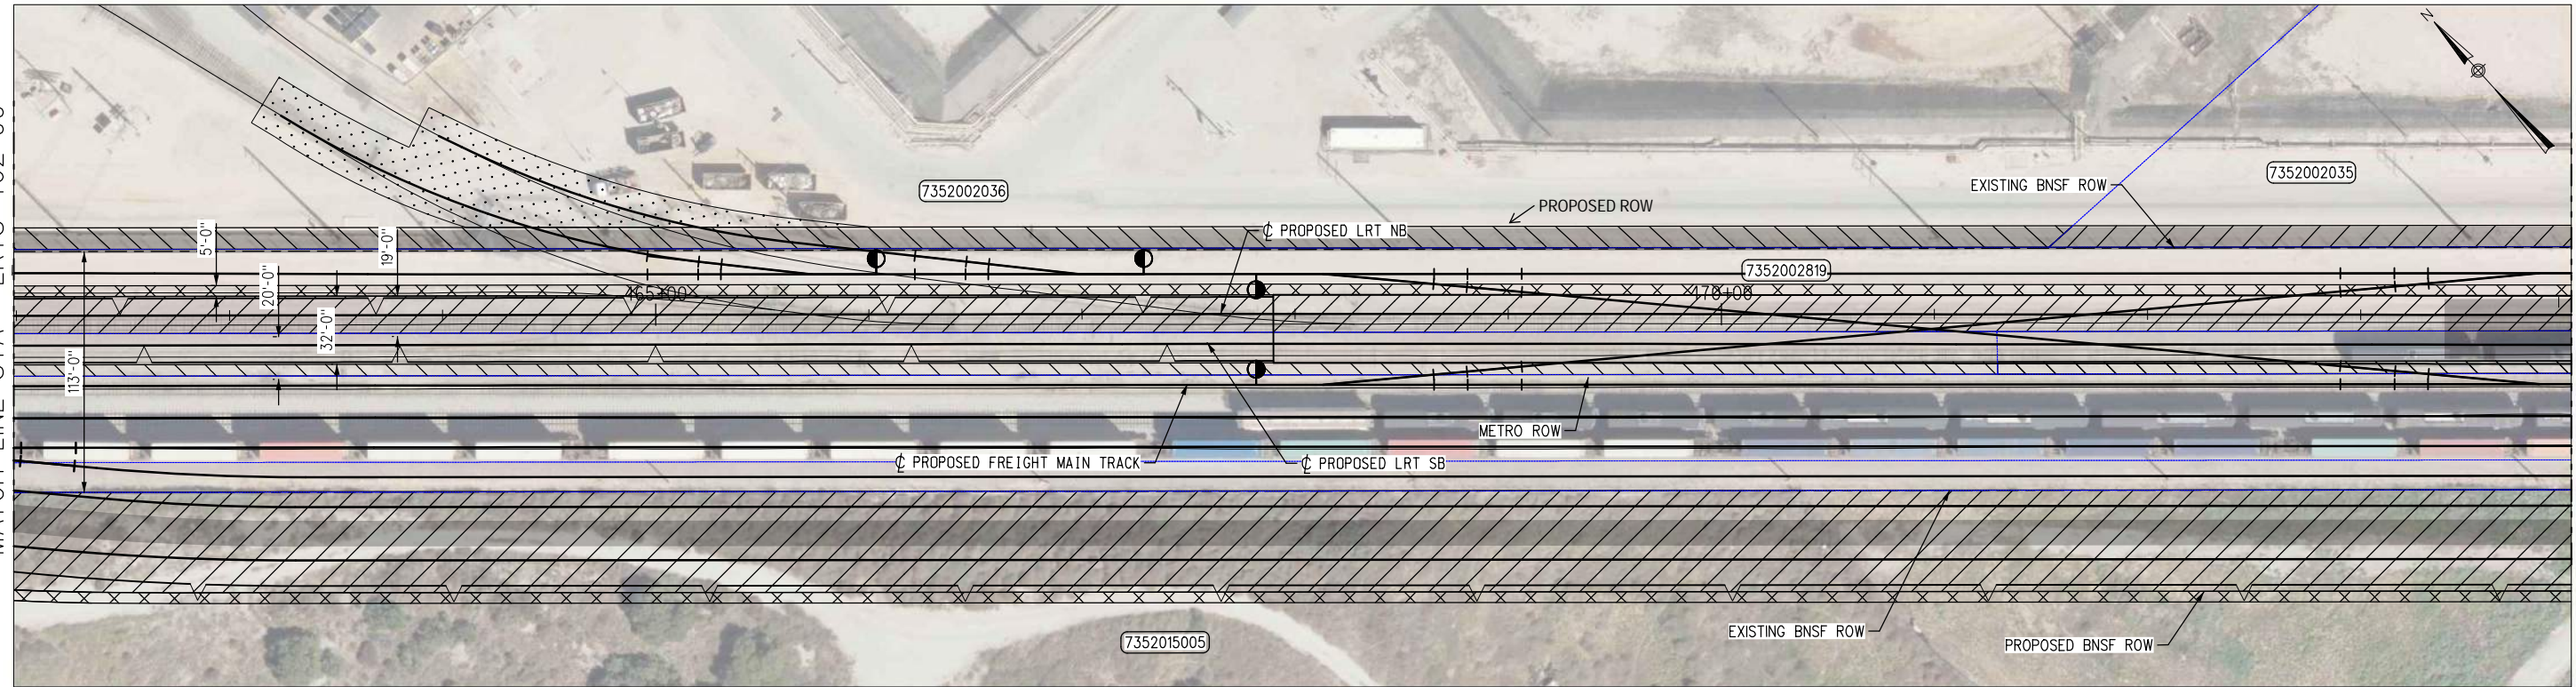 N
7352002036
7352002035
EXISTING BNSF ROW
PROPOSED ROW
℄ PROPOSED LRT NB
5'-0"
19'-0"
20'-0"
32'-0"
113'-0"
465+00
7352002819
470+00
METRO ROW
℄ PROPOSED FREIGHT MAIN TRACK
℄ PROPOSED LRT SB
EXISTING BNSF ROW
PROPOSED BNSF ROW
7352015005